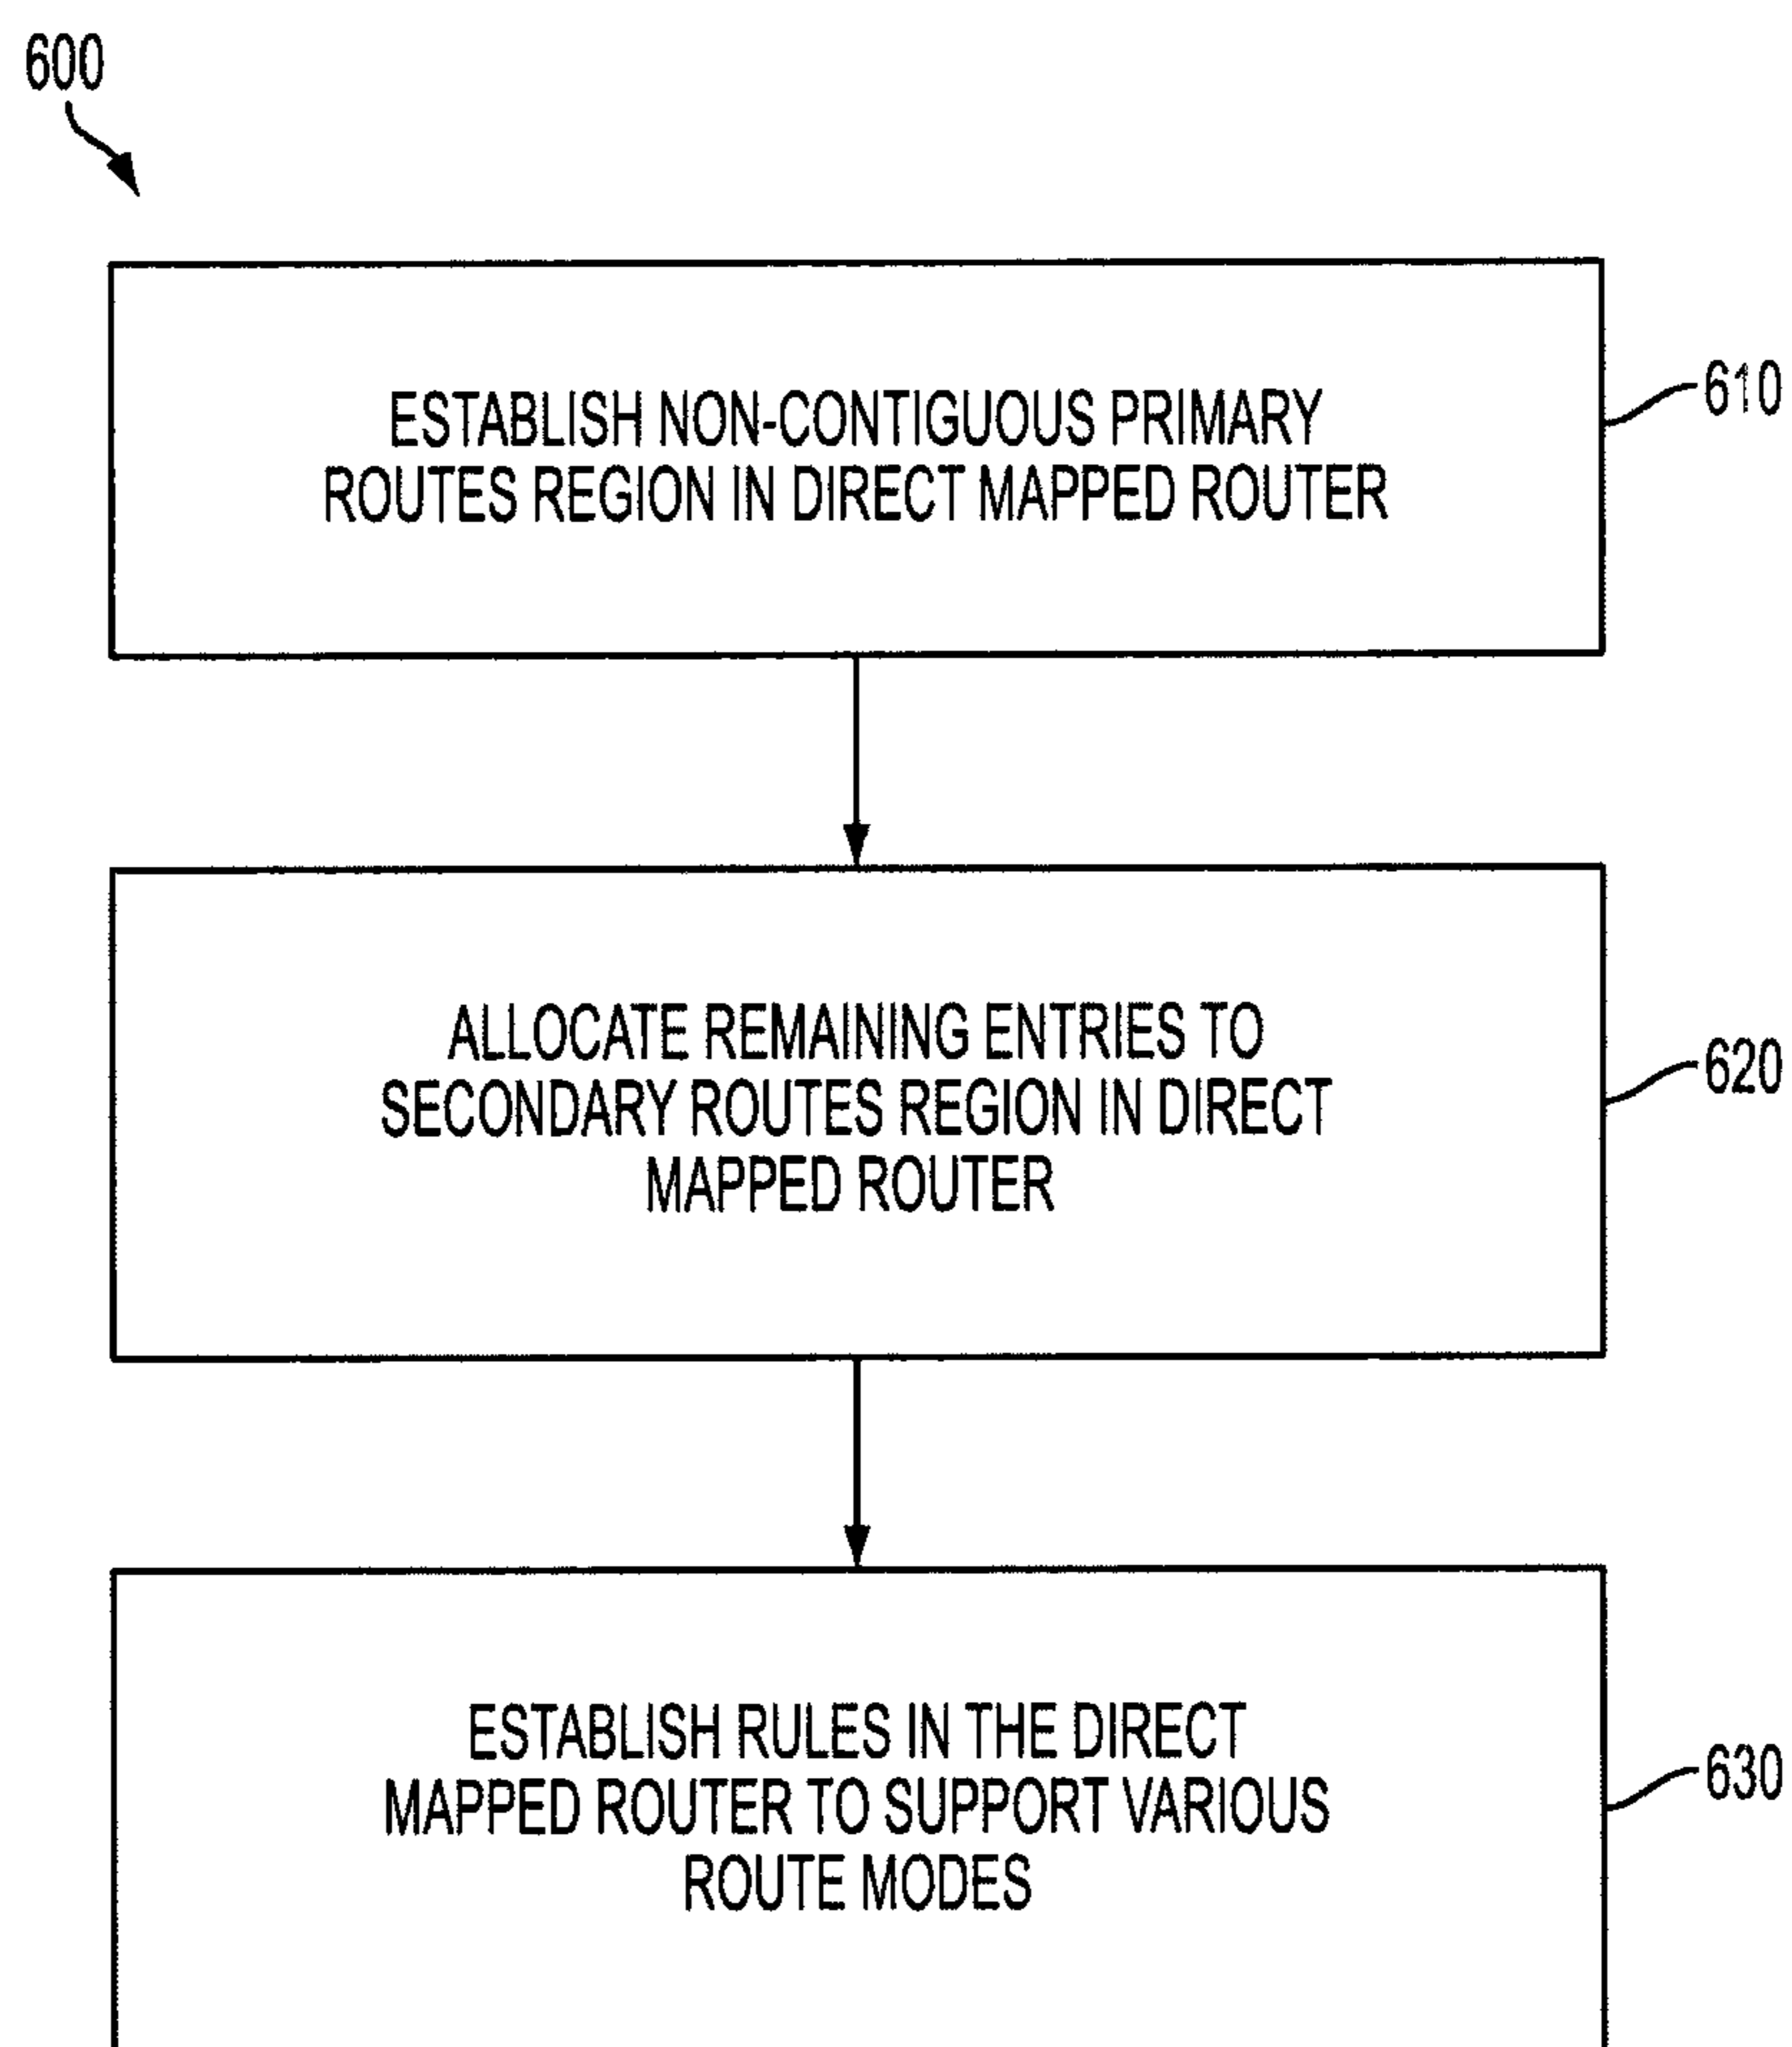 600
ESTABLISH NON-CONTIGUOUS PRIMARY
ROUTES REGION IN DIRECT MAPPED ROUTER
610
ALLOCATE REMAINING ENTRIES TO
SECONDARY ROUTES REGION IN DIRECT
MAPPED ROUTER
620
ESTABLISH RULES IN THE DIRECT
MAPPED ROUTER TO SUPPORT VARIOUS
ROUTE MODES
630